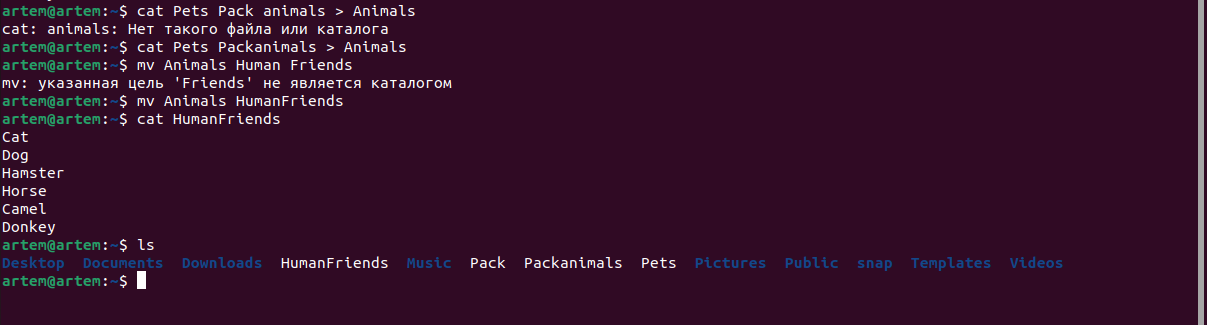 artem@artem:~$ cat Pets Pack animals > Animals
cat: animals: Нет такого файла или каталога
artem@artem:~$ cat Pets Packanimals > Animals
artem@artem:~$ mv Animals Human Friends
mv: указанная цель 'Friends' не является каталогом
artem@artem:~$ mv Animals HumanFriends
artem@artem:~$ cat HumanFriends
Cat
Dog
Hamster
Horse
Camel
Donkey
artem@artem:~$ ls
Desktop  Documents  Downloads  HumanFriends  Music  Pack  Packanimals  Pets  Pictures  Public  snap  Templates  Videos
artem@artem:~$